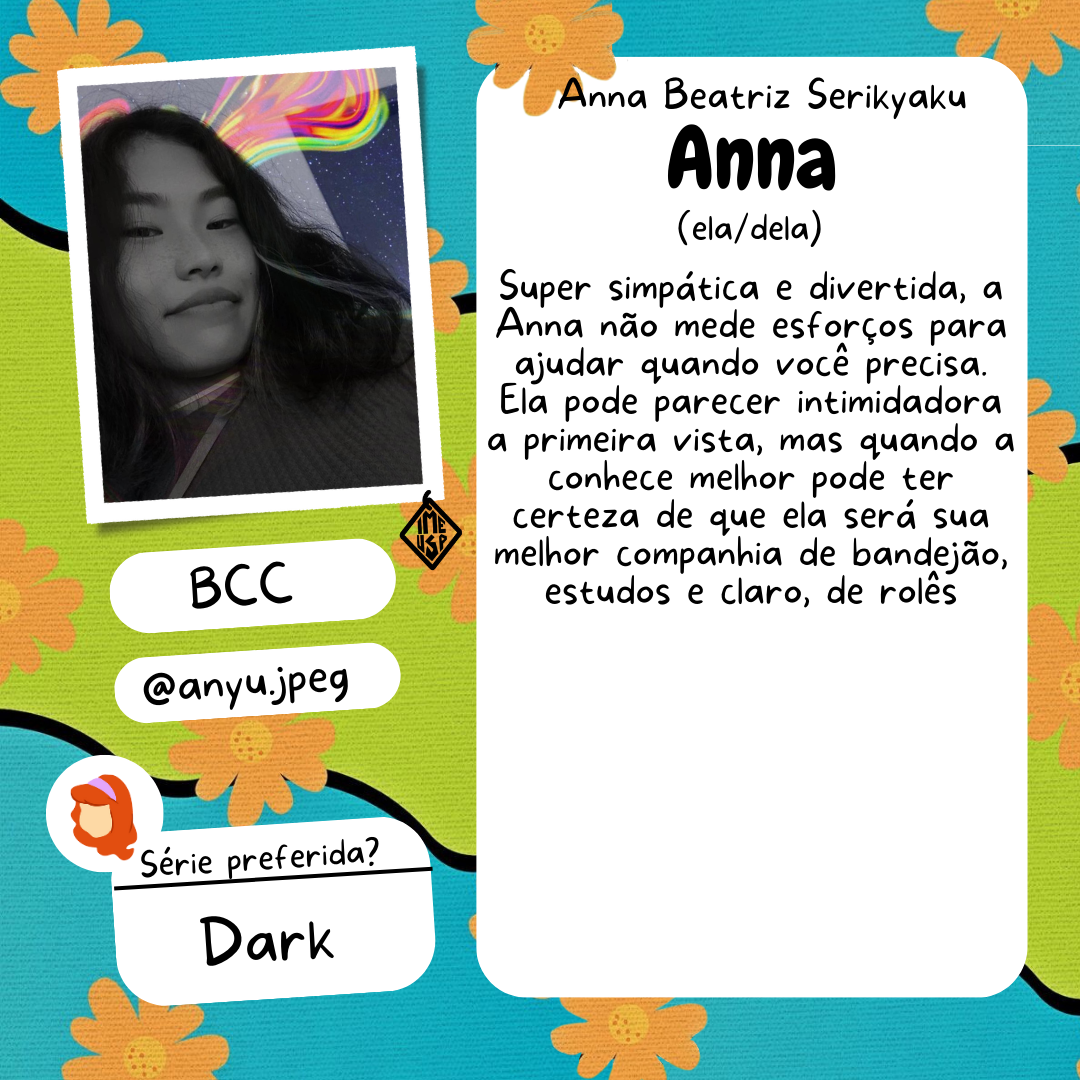 Anna Beatriz Serikyaku
Anna
(ela/dela)
Super simpática e divertida, a
Anna não mede esforços para
ajudar quando você precisa.
Ela pode parecer intimidadora
a primeira vista, mas quando a
conhece melhor pode ter
certeza de que ela será sua
melhor companhia de bandejão,
estudos e claro, de rolês
IME
USP
BCC
@anyu.jpeg
Série preferida?
Dark